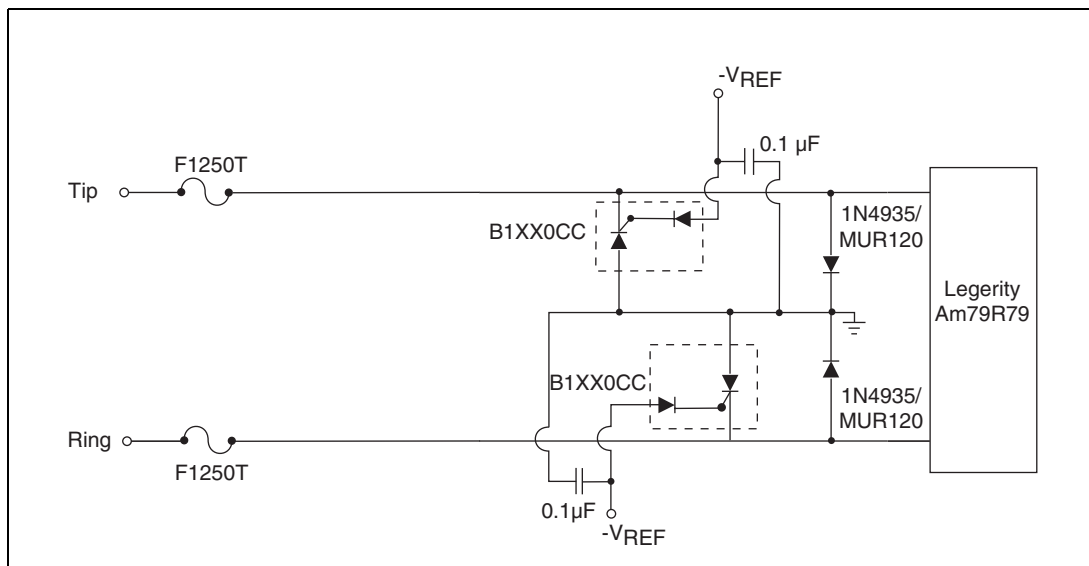 -VREF
0.1 µF
F1250T
Tip
B1XX0CC
1N4935/
MUR120
Legerity
Am79R79
B1XX0CC
1N4935/
MUR120
Ring
F1250T
0.1µF
-VREF